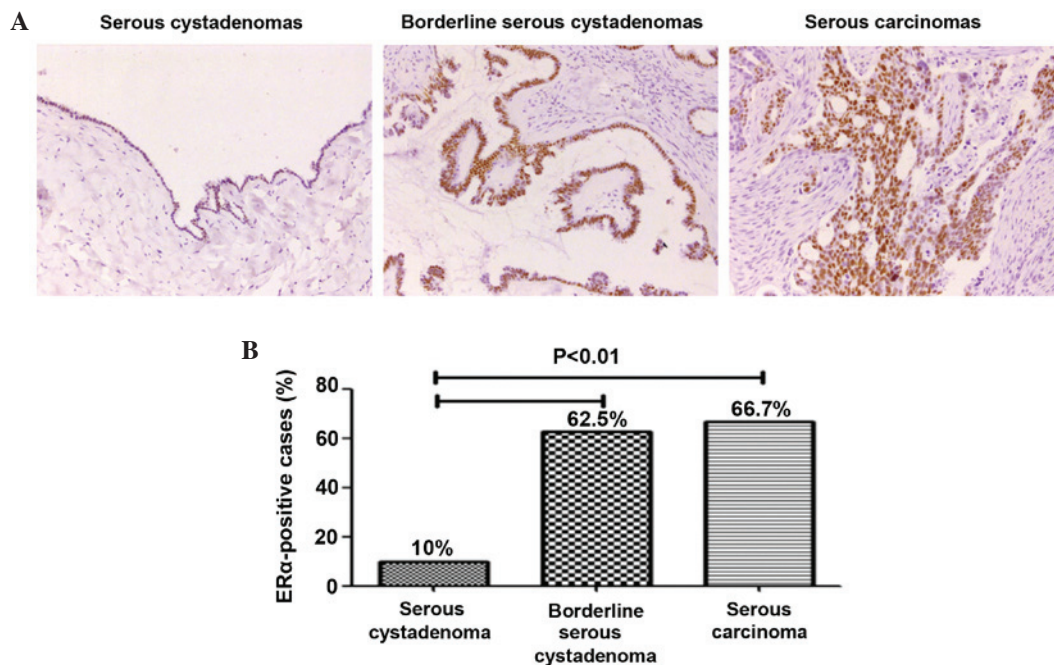 A
Serous cystadenomas
Borderline serous cystadenomas
Serous carcinomas
B
P<0.01
ERα-positive cases (%)
80
60
40
20
0
10%
62.5%
66.7%
Serous
cystadenoma
Borderline
serous
cystadenoma
Serous
carcinoma